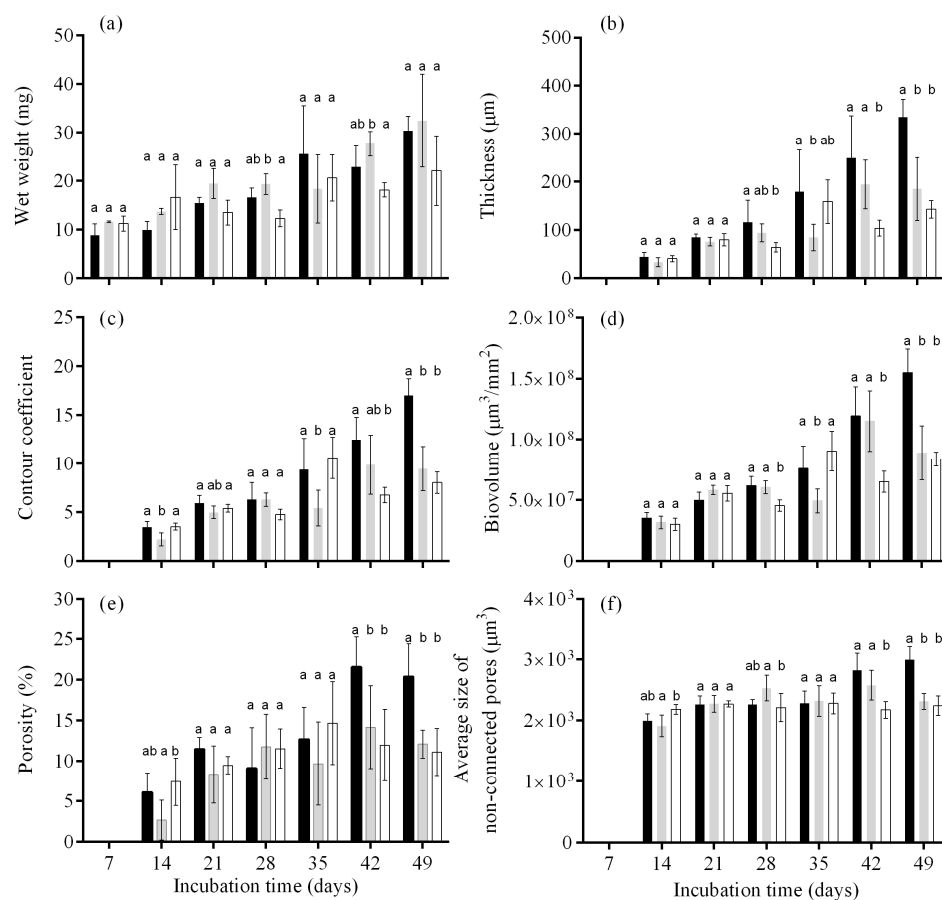 (a)
Wet weight (mg)
50
40
30
20
10
0
a a a
a a a
a a a
ab b a
a a a
ab b a
a a a
(b)
Thickness (μm)
500
400
300
200
100
0
a a a
a a a
a ab b
a b ab
a a b
a b b
(c)
Contour coefficient
25
20
15
10
5
0
a b a
a ab a
a a a
a b a
a ab b
a b b
(d)
Biovolume (μm³/mm²)
2.0×10⁸
1.5×10⁸
1.0×10⁸
5.0×10⁷
0
a a a
a a a
a a b
a b a
a a b
a b b
(e)
Porosity (%)
30
25
20
15
10
5
0
ab a b
a a a
a a a
a a a
a b b
a b b
7 14 21 28 35 42 49
Incubation time (days)
(f)
Average size of
non-connected pores (μm³)
4×10³
3×10³
2×10³
1×10³
0
ab a b
a a a
ab a b
a a a
a a b
a b b
7 14 21 28 35 42 49
Incubation time (days)